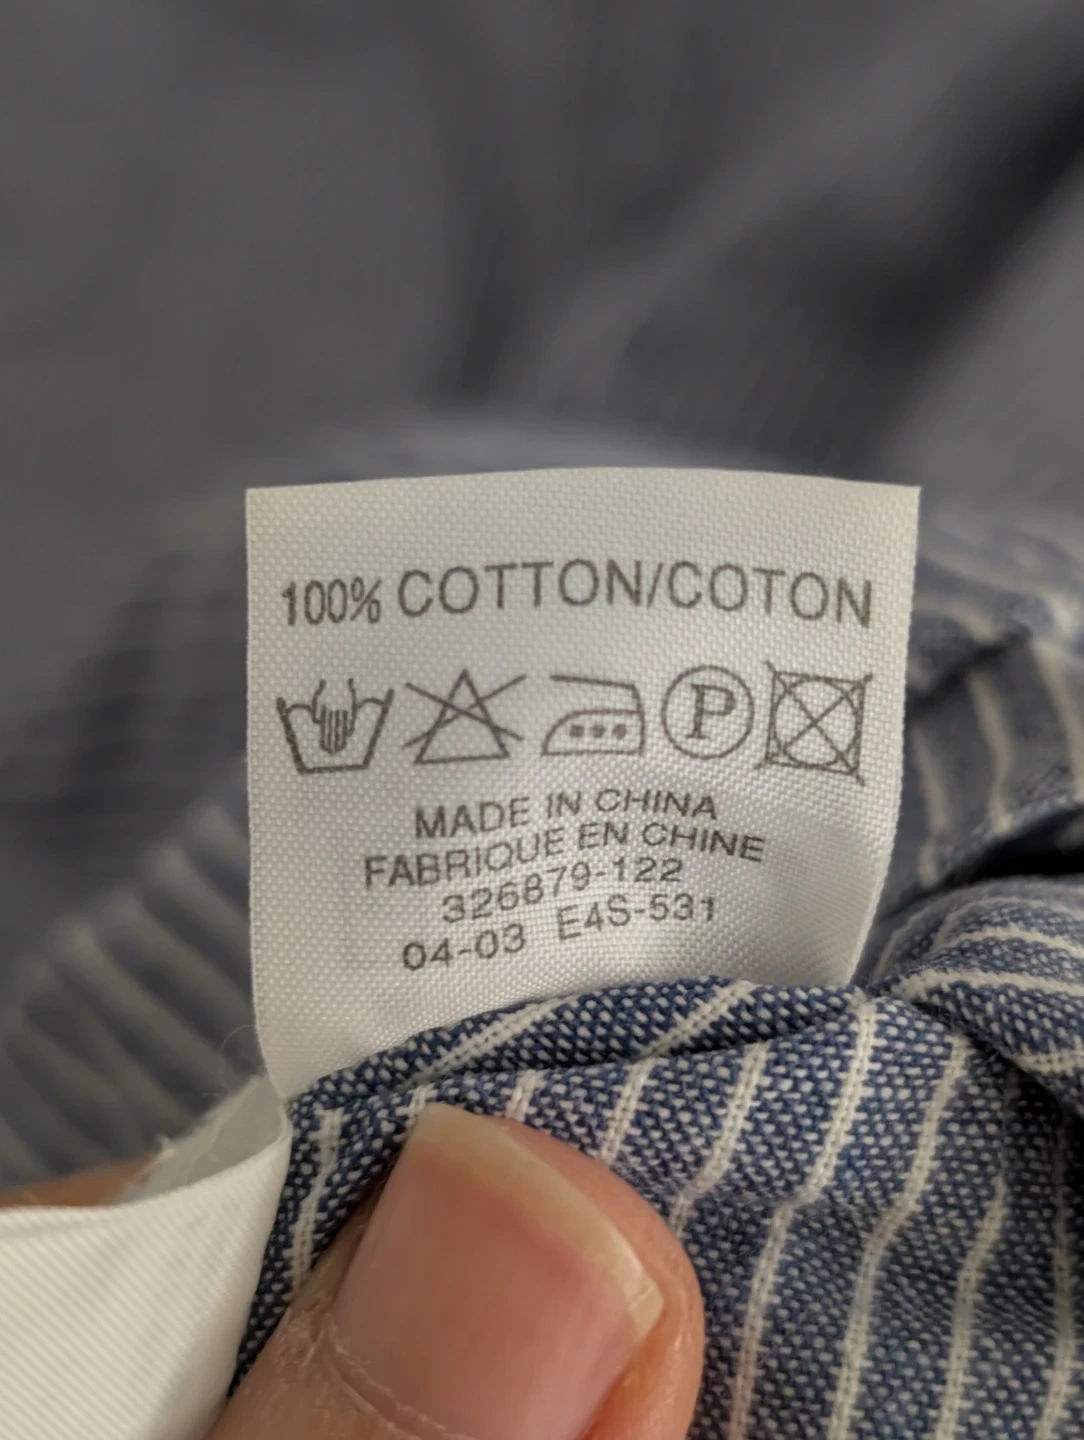 100% COTTON/COTON
P
MADE IN CHINA
FABRIQUE EN CHINE
326879-122
04-03 E4S-531